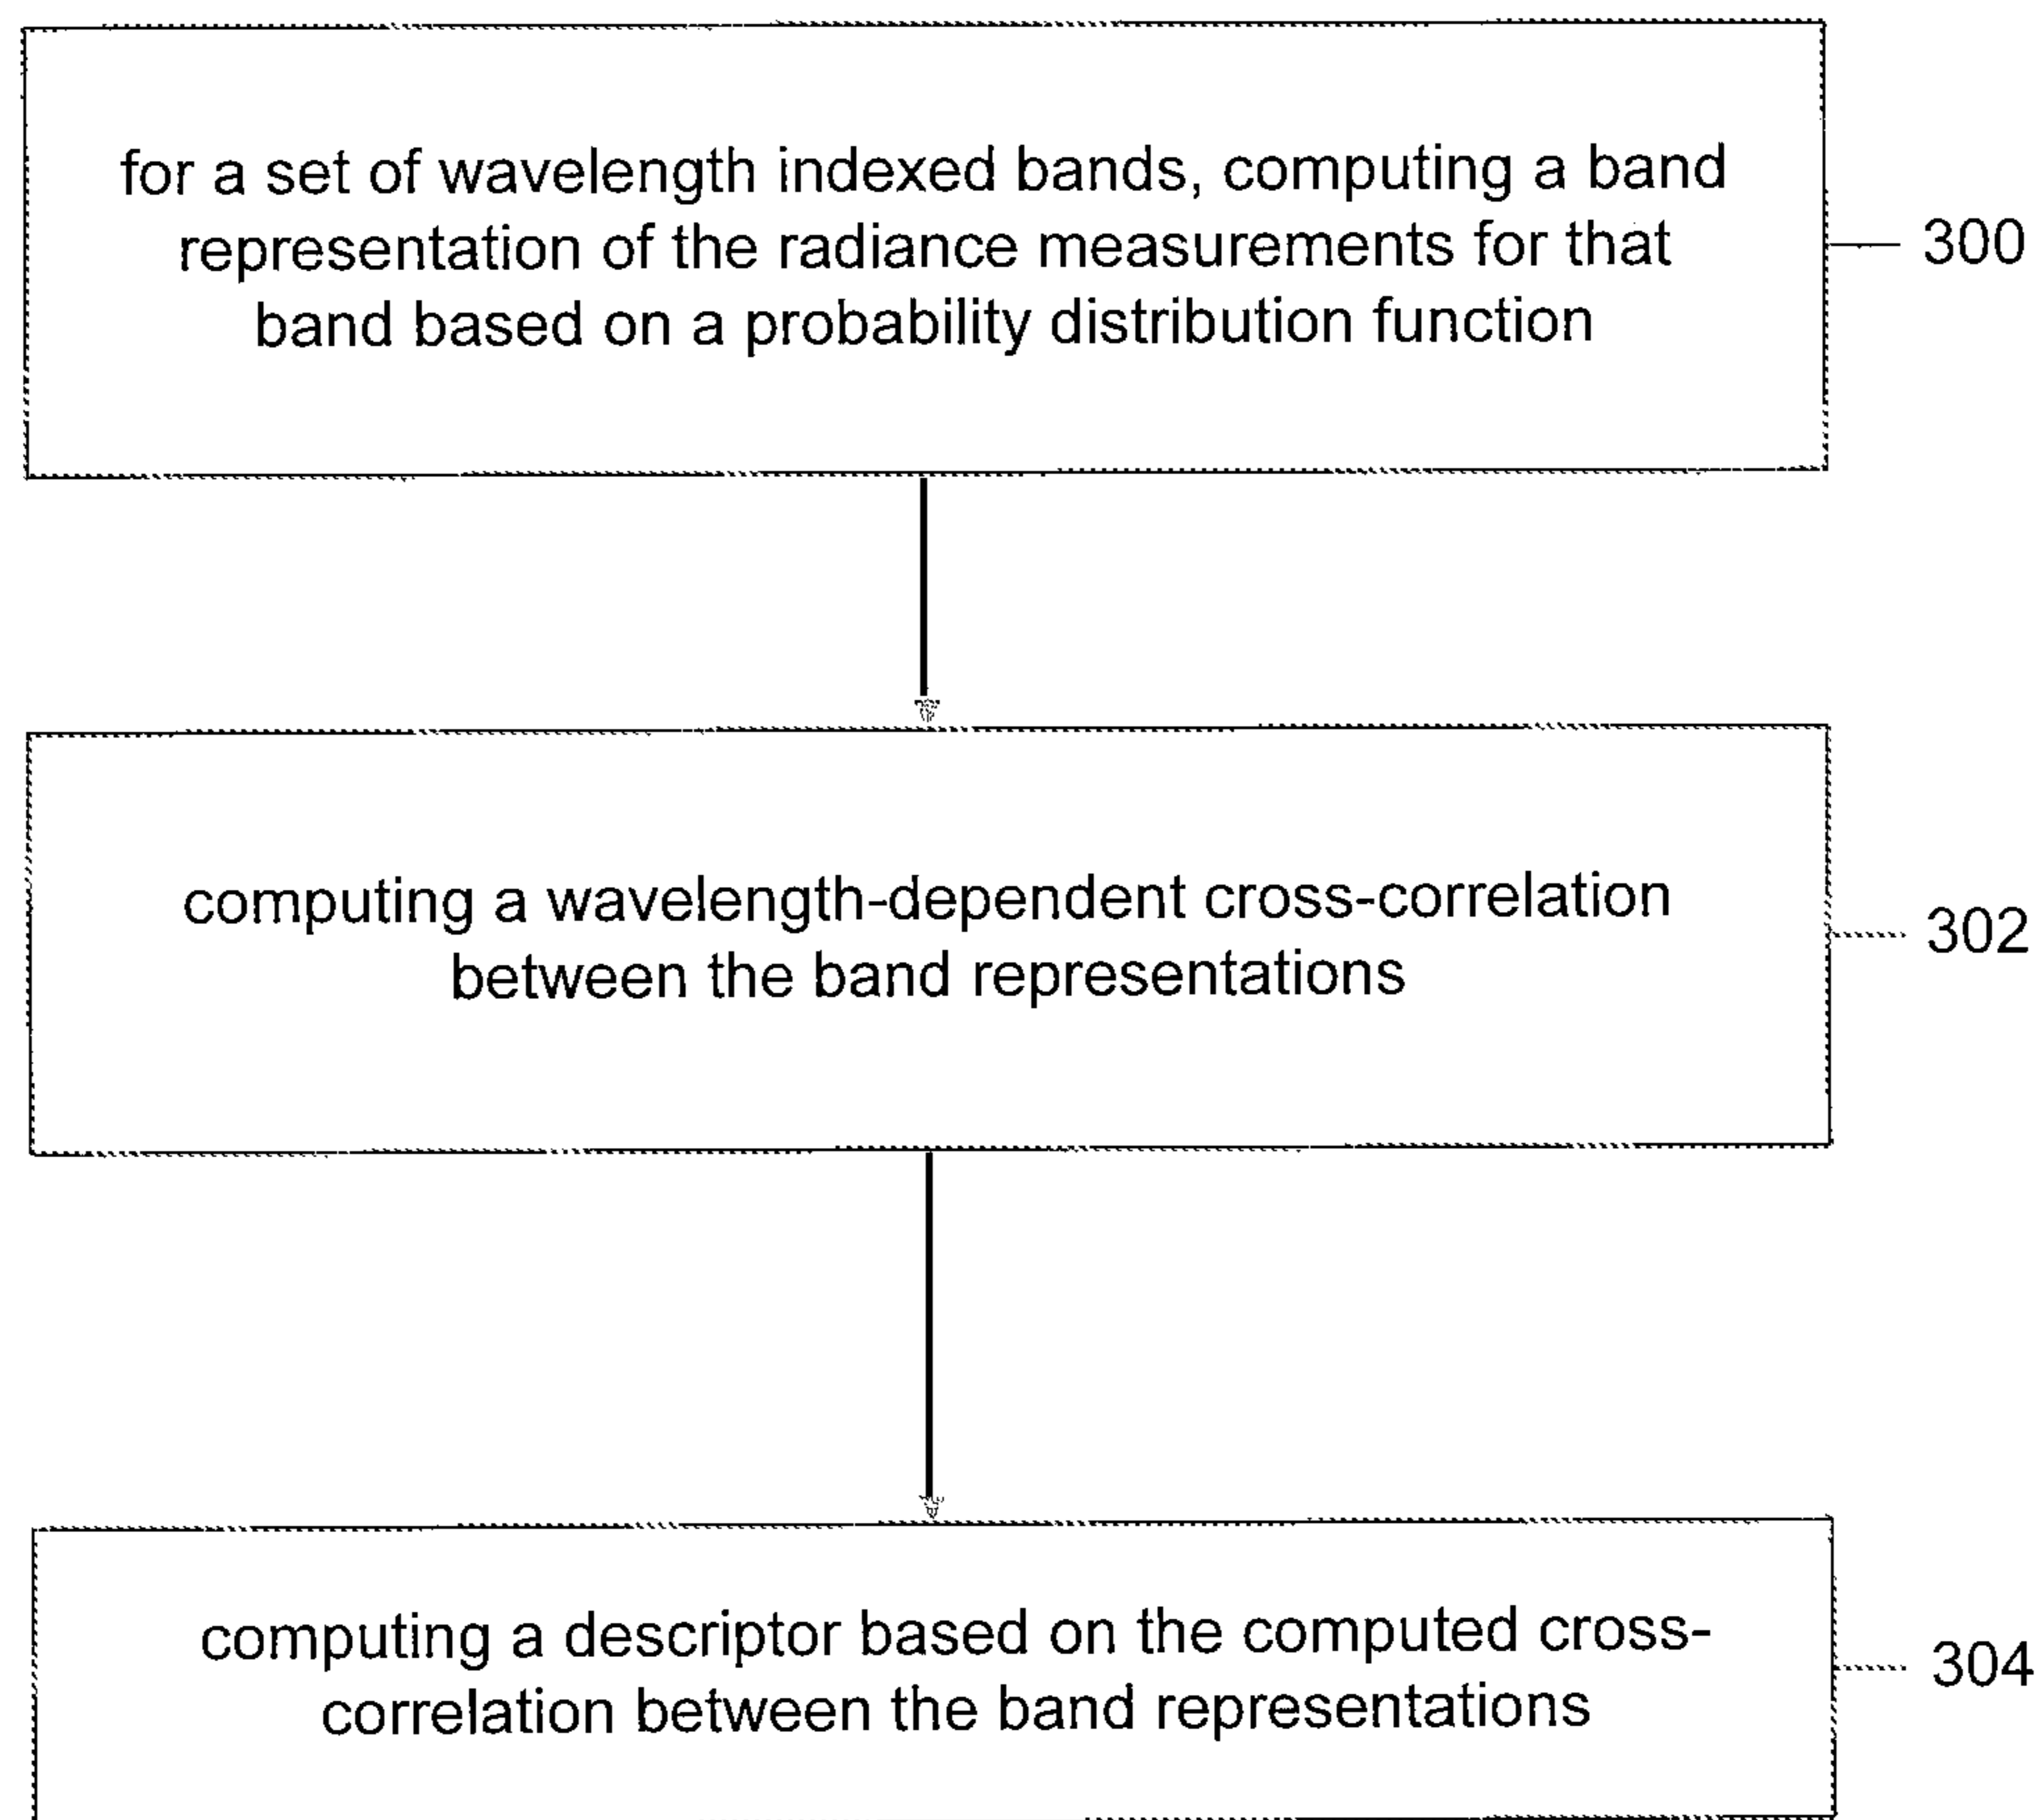 for a set of wavelength indexed bands, computing a band
representation of the radiance measurements for that
band based on a probability distribution function
300
computing a wavelength-dependent cross-correlation
between the band representations
302
computing a descriptor based on the computed cross-
correlation between the band representations
304